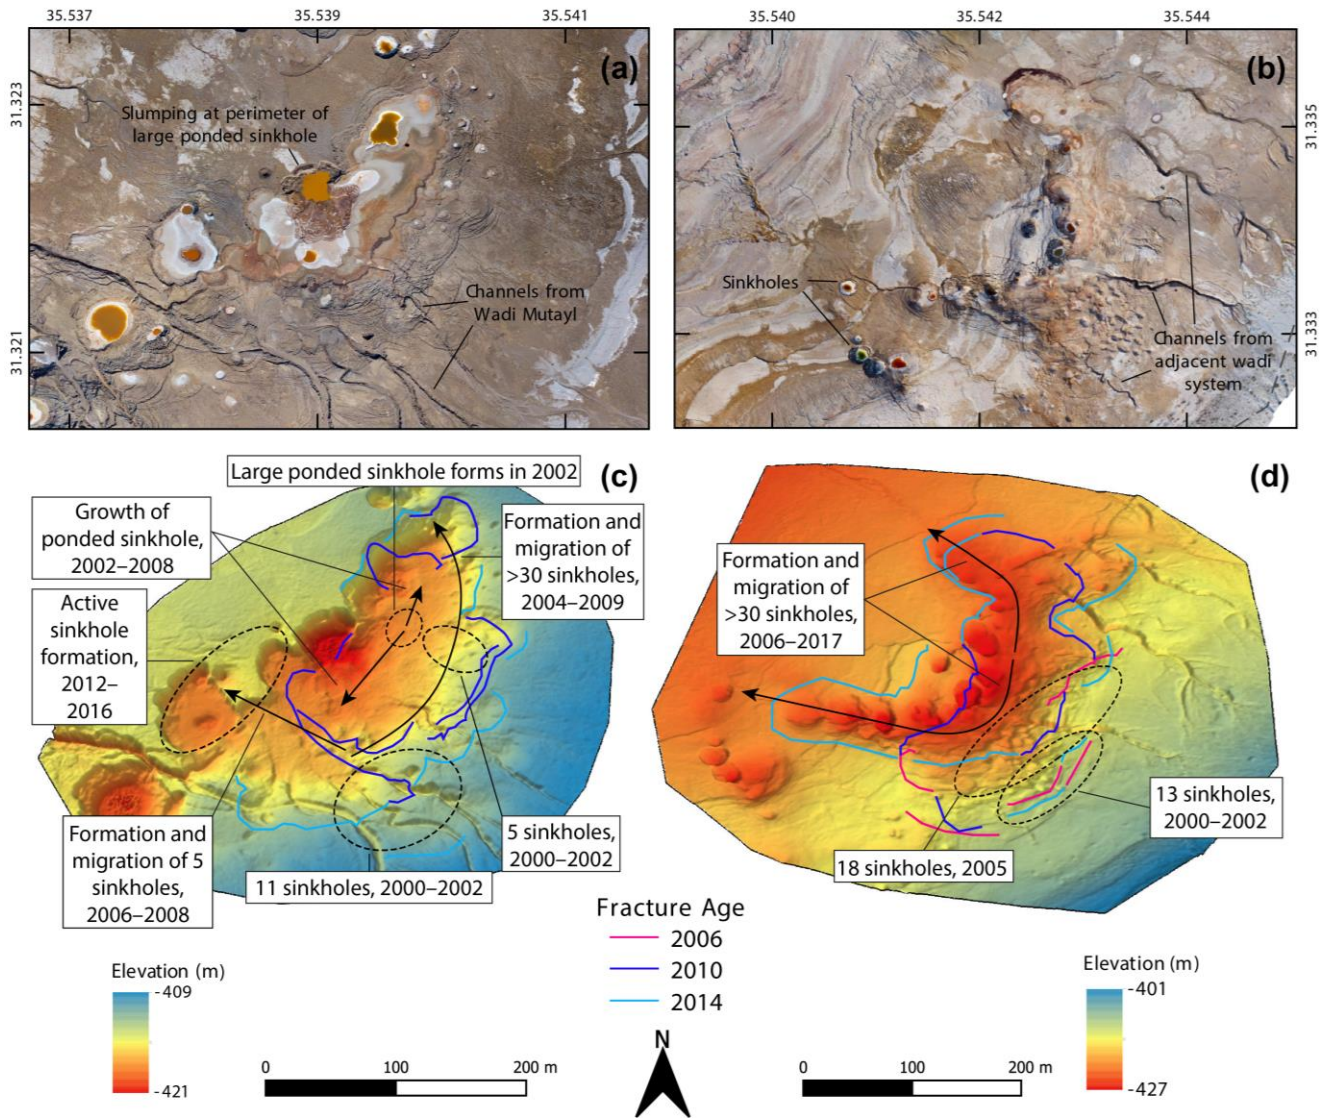 35.537
35.539
35.541
35.540
35.542
35.544
(a)
(b)
31.323
31.321
31.335
31.333
Slumping at perimeter of
large ponded sinkhole
Channels from
Wadi Mutayl
Sinkholes
Channels from
adjacent wadi
system
(c)
(d)
Large ponded sinkhole forms in 2002
Growth of
ponded sinkhole,
2002–2008
Formation and
migration of
>30 sinkholes,
2004–2009
Active
sinkhole
formation,
2012–
2016
Formation and
migration of 5
sinkholes,
2006–2008
11 sinkholes, 2000–2002
5 sinkholes,
2000–2002
Formation and
migration of
>30 sinkholes,
2006–2017
18 sinkholes, 2005
13 sinkholes,
2000–2002
Fracture Age
2006
2010
2014
Elevation (m)
-409
-421
0 100 200 m
N
0 100 200 m
Elevation (m)
-401
-427